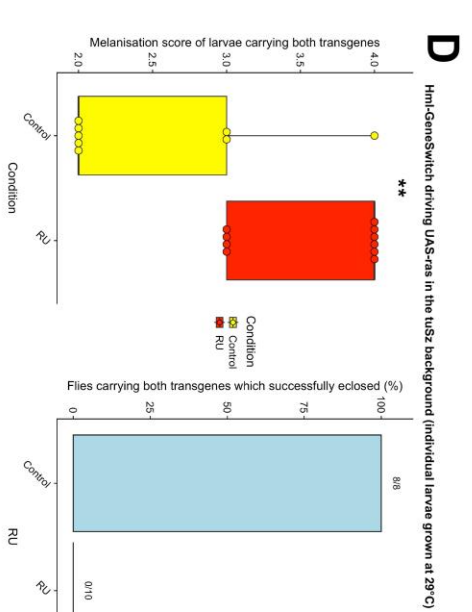 D
Hml-GeneSwitch driving UAS-ras in the tuSz background (individual larvae grown at 29°C)
Melanisation score of larvae carrying both transgenes
4.0
3.5
3.0
2.5
2.0
**
Control
RU
Condition
Condition
Control
RU
Flies carrying both transgenes which successfully eclosed (%)
100
75
50
25
0
8/8
0/10
Control
RU
RU